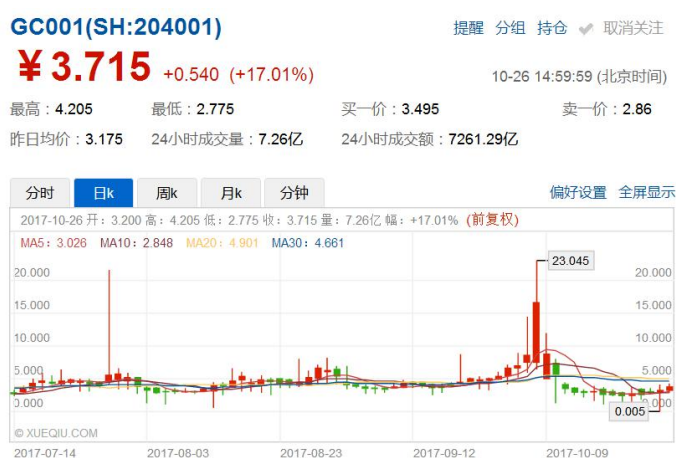 GC001(SH:204001)
提醒 分组 持仓 取消关注
¥3.715 +0.540 (+17.01%)
10-26 14:59:59 (北京时间)
最高：4.205 最低：2.775 买一价：3.495 卖一价：2.86
昨日均价：3.175 24小时成交量：7.26亿 24小时成交额：7261.29亿
分时 日k 周k 月k 分钟 偏好设置 全屏显示
2017-10-26 开：3.200 高：4.205 低：2.775 收：3.715 量：7.26亿 幅：+17.01% (前复权)
MA5：3.026 MA10：2.848 MA20：4.901 MA30：4.661
23.045
20.000 20.000
15.000 15.000
10.000 10.000
5.000 5.000
0.000 0.005 0.000
© XUEQIU.COM
2017-07-14 2017-08-03 2017-08-23 2017-09-12 2017-10-09